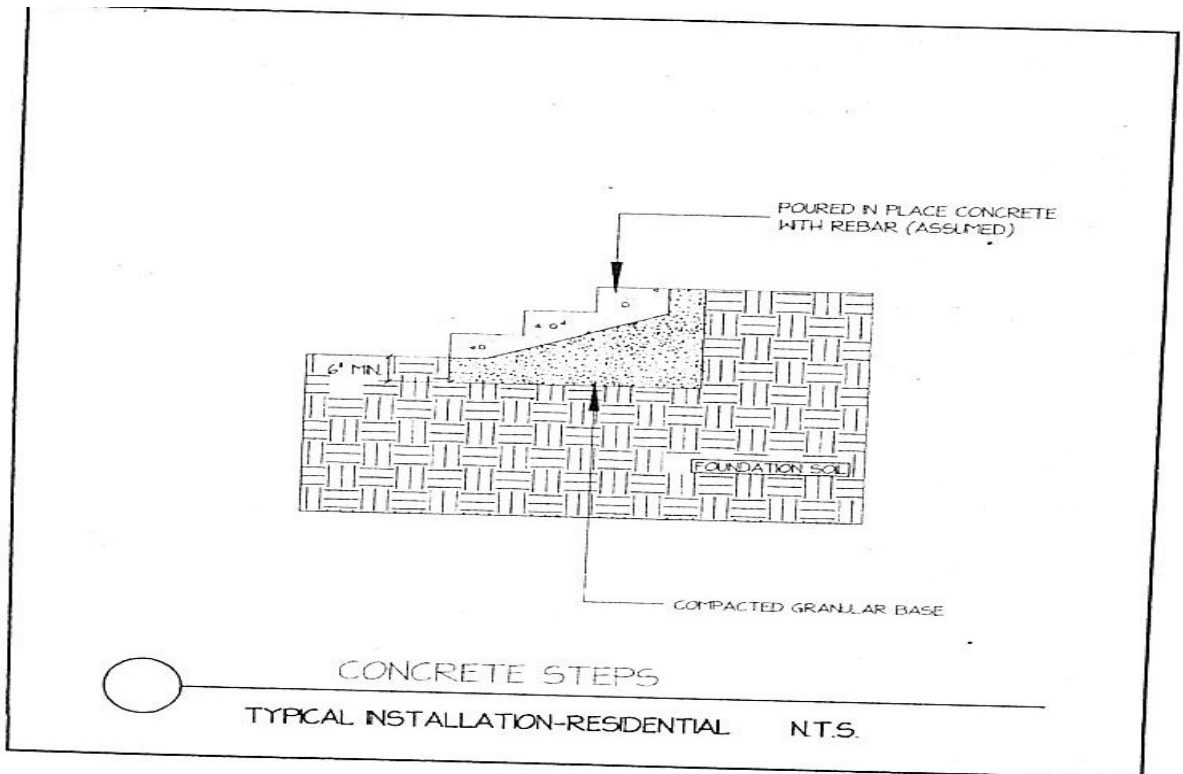 POURED IN PLACE CONCRETE
WITH REBAR (ASSUMED)
6" MIN.
FOUNDATION SOIL
COMPACTED GRANULAR BASE
CONCRETE STEPS
TYPICAL INSTALLATION-RESIDENTIAL N.T.S.